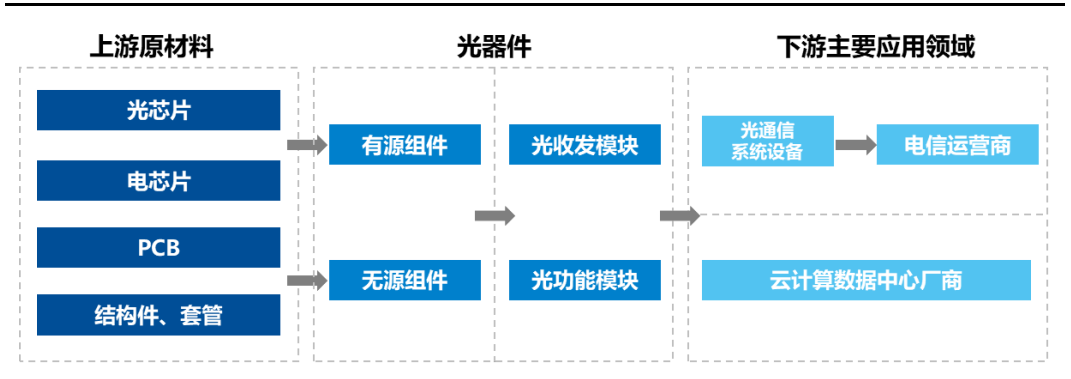 上游原材料
光芯片
电芯片
PCB
结构件、套管
光器件
有源组件
光收发模块
无源组件
光功能模块
下游主要应用领域
光通信
系统设备
电信运营商
云计算数据中心厂商